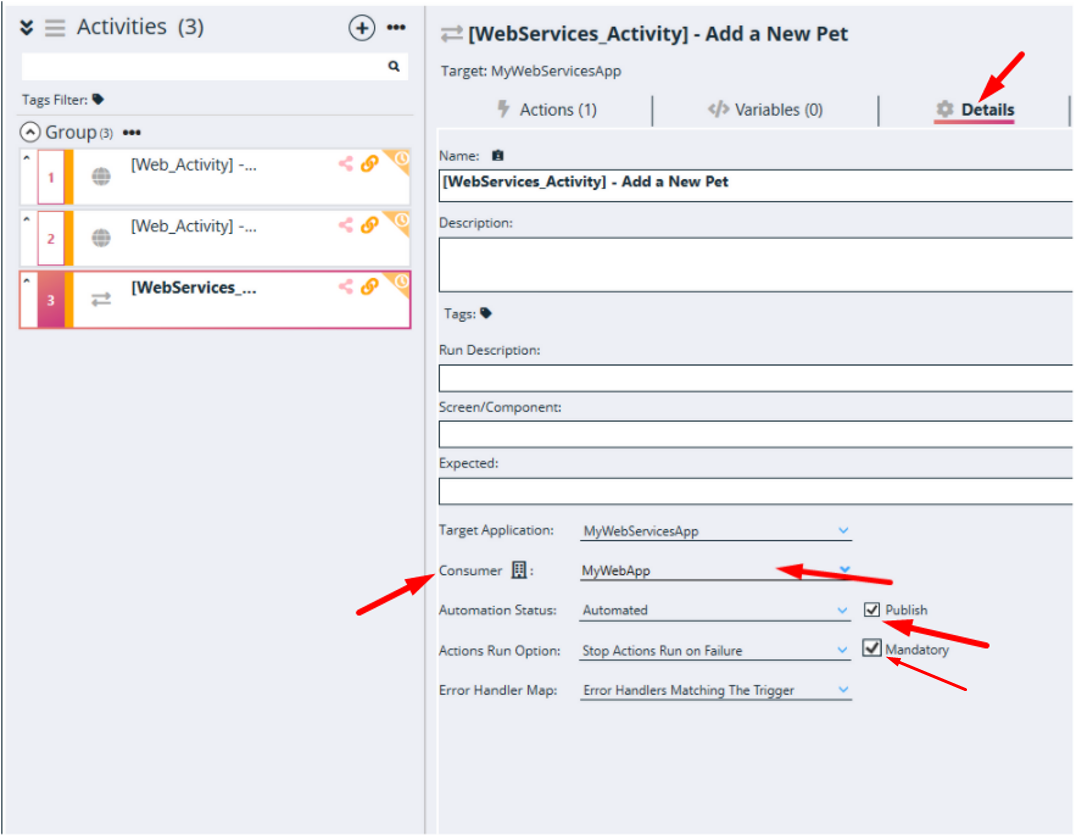 Activities (3)
Tags Filter:
Group (3)
1
[Web_Activity] -...
2
[Web_Activity] -...
3
[WebServices_...
[WebServices_Activity] - Add a New Pet
Target: MyWebServicesApp
Actions (1)
Variables (0)
Details
Name:
[WebServices_Activity] - Add a New Pet
Description:
Tags:
Run Description:
Screen/Component:
Expected:
Target Application: MyWebServicesApp
Consumer : MyWebApp
Automation Status: Automated Publish
Actions Run Option: Stop Actions Run on Failure Mandatory
Error Handler Map: Error Handlers Matching The Trigger